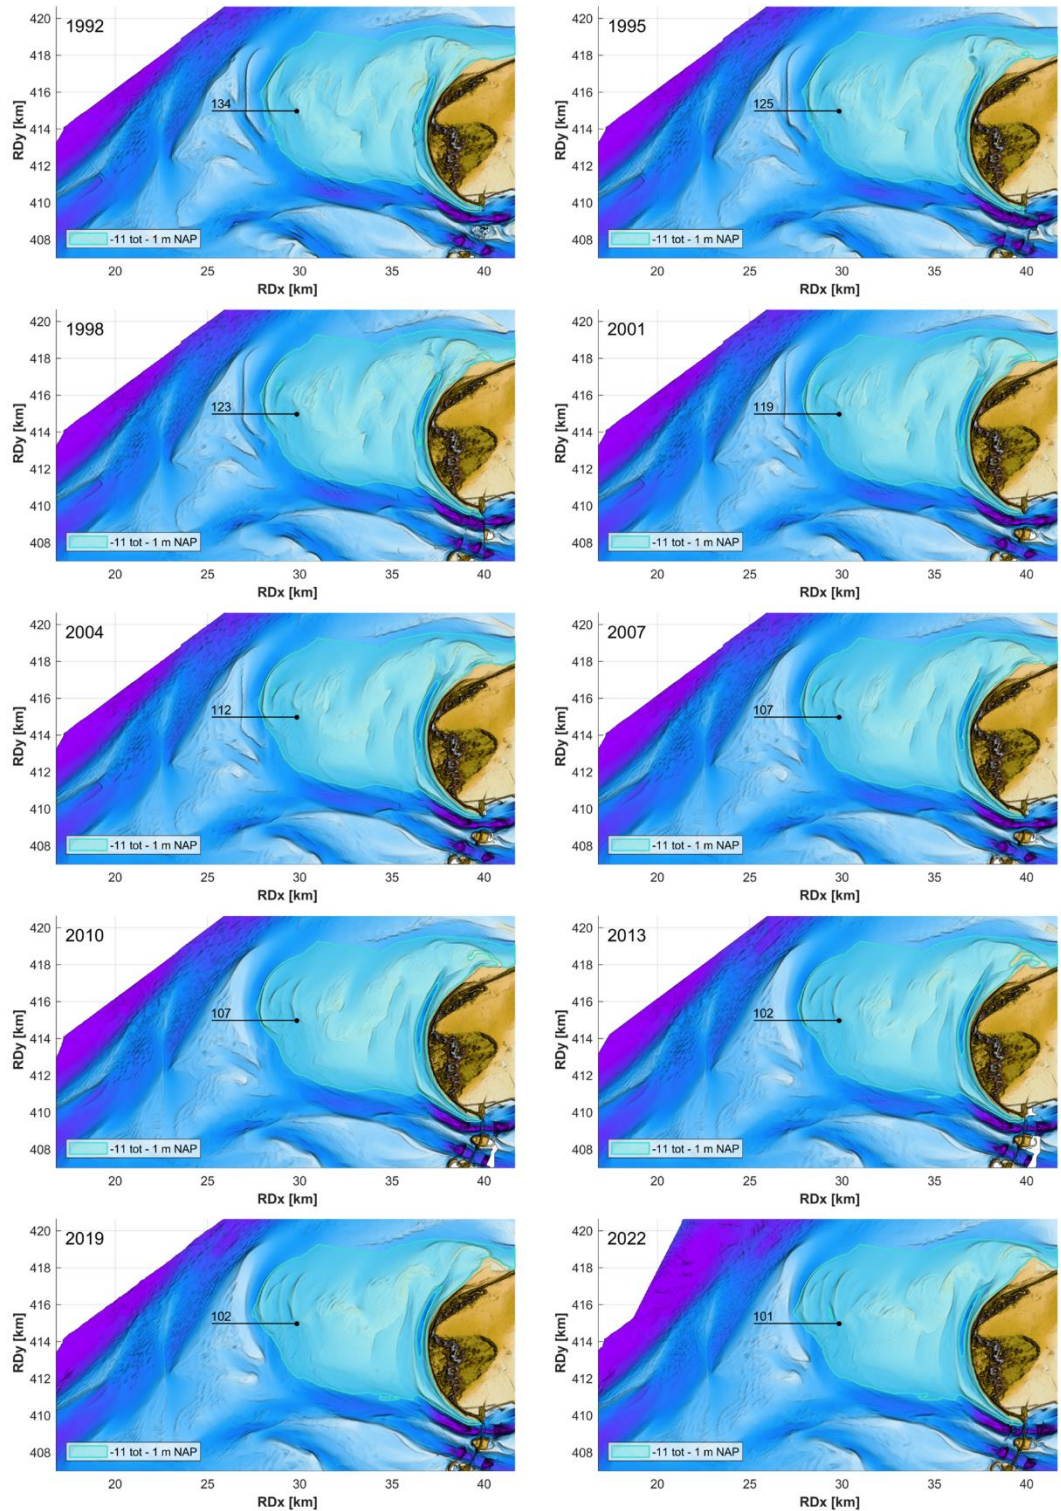 1992
420
418
416
414
412
410
408
RDy [km]
134
-11 tot - 1 m NAP
20 25 30 35 40
RDx [km]
1995
420
418
416
414
412
410
408
RDy [km]
125
-11 tot - 1 m NAP
20 25 30 35 40
RDx [km]
1998
420
418
416
414
412
410
408
RDy [km]
123
-11 tot - 1 m NAP
20 25 30 35 40
RDx [km]
2001
420
418
416
414
412
410
408
RDy [km]
119
-11 tot - 1 m NAP
20 25 30 35 40
RDx [km]
2004
420
418
416
414
412
410
408
RDy [km]
112
-11 tot - 1 m NAP
20 25 30 35 40
RDx [km]
2007
420
418
416
414
412
410
408
RDy [km]
107
-11 tot - 1 m NAP
20 25 30 35 40
RDx [km]
2010
420
418
416
414
412
410
408
RDy [km]
107
-11 tot - 1 m NAP
20 25 30 35 40
RDx [km]
2013
420
418
416
414
412
410
408
RDy [km]
102
-11 tot - 1 m NAP
20 25 30 35 40
RDx [km]
2019
420
418
416
414
412
410
408
RDy [km]
102
-11 tot - 1 m NAP
20 25 30 35 40
RDx [km]
2022
420
418
416
414
412
410
408
RDy [km]
101
-11 tot - 1 m NAP
20 25 30 35 40
RDx [km]